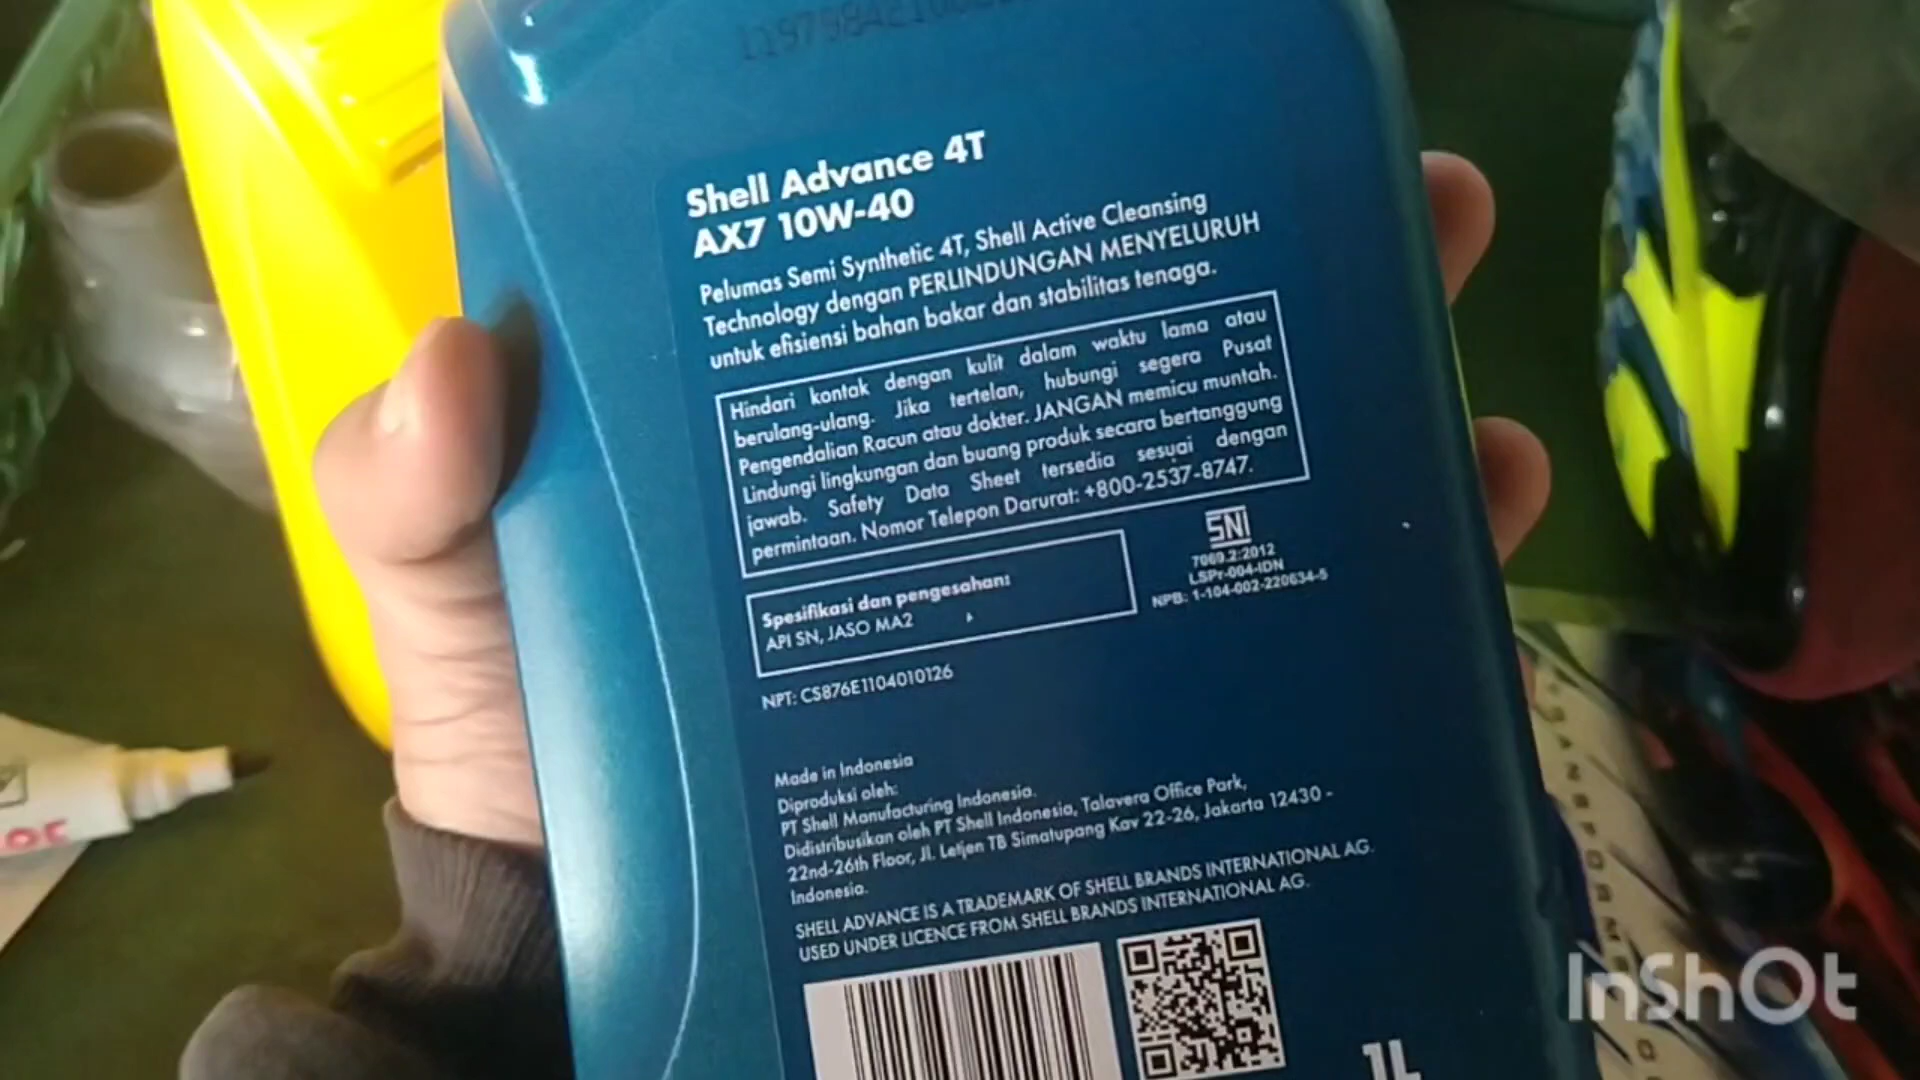 Shell Advance 4T
AX7 10W-40
Pelumas Semi Synthetic 4T, Shell Active Cleansing
Technology dengan PERLINDUNGAN MENYELURUH
untuk efisiensi bahan bakar dan stabilitas tenaga.
Hindari kontak dengan kulit dalam waktu lama atau
berulang-ulang. Jika tertelan, hubungi segera Pusat
Pengendalian Racun atau dokter. JANGAN memicu muntah.
Lindungi lingkungan dan buang produk secara bertanggung
jawab. Safety Data Sheet tersedia sesuai dengan
permintaan. Nomor Telepon Darurat: +800-2537-8747.
SNI
7069.2:2012
LSPr-004-IDN
NPB: 1-104-002-220634-5
Spesifikasi dan pengesahan:
API SN, JASO MA2
NPT: CS876E1104010126
Made in Indonesia
Diproduksi oleh:
PT Shell Manufacturing Indonesia.
Didistribusikan oleh PT Shell Indonesia, Talavera Office Park,
22nd-26th Floor, Jl. Letjen TB Simatupang Kav 22-26, Jakarta 12430 -
Indonesia.
SHELL ADVANCE IS A TRADEMARK OF SHELL BRANDS INTERNATIONAL AG.
USED UNDER LICENCE FROM SHELL BRANDS INTERNATIONAL AG.
1L
InShOt